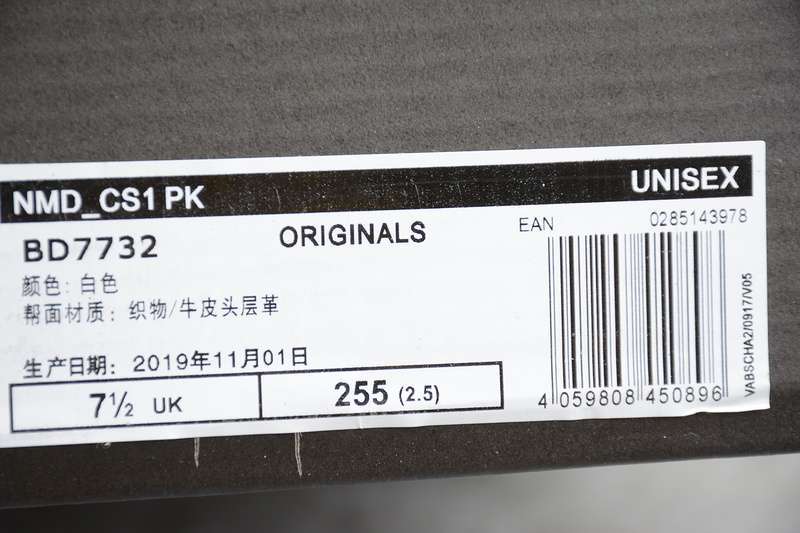 NMD_CS1 PK UNISEX
BD7732 ORIGINALS EAN 0285143978
颜色: 白色
帮面材质: 织物/牛皮头层革
生产日期: 2019年11月01日
7½ UK 255 (2.5)
4 059808 450896
VABSCHA2/0917/V05